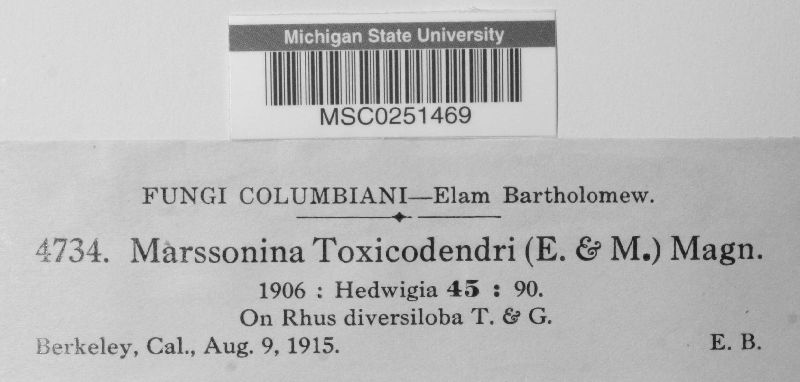 Michigan State University
MSC0251469
FUNGI COLUMBIANI—Elam Bartholomew.
4734. Marssonina Toxicodendri (E. & M.) Magn.
1906 : Hedwigia 45 : 90.
On Rhus diversiloba T. & G.
Berkeley, Cal., Aug. 9, 1915. E. B.